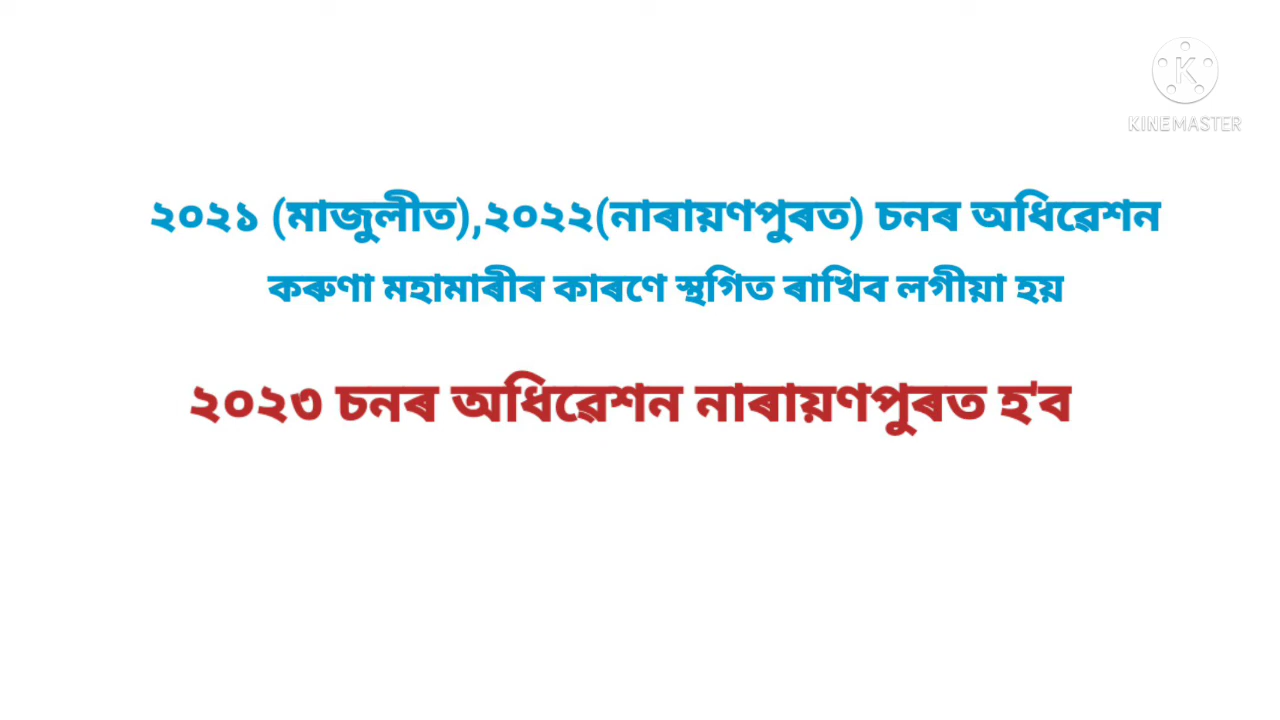 KINEMASTER
২০২১ (মাজুলীত),২০২২(নাৰায়ণপুৰত) চনৰ অধিৱেশন
কৰুণা মহামাৰীৰ কাৰণে স্থগিত ৰাখিব লগীয়া হয়
২০২৩ চনৰ অধিৱেশন নাৰায়ণপুৰত হ'ব